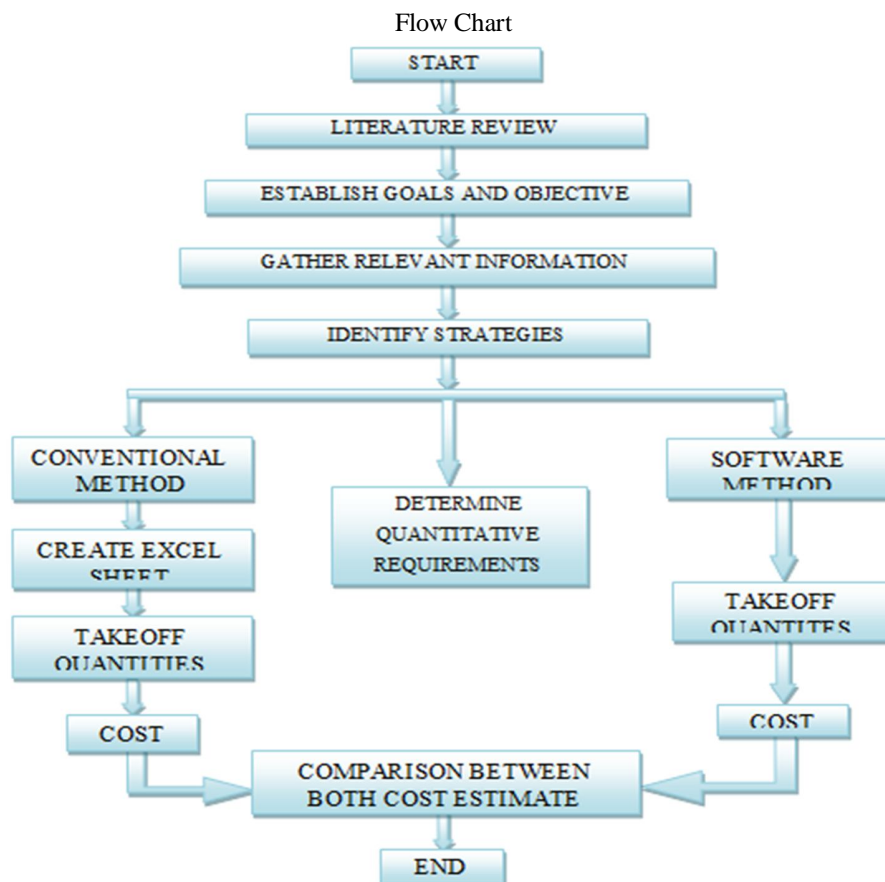 Flow Chart
START
LITERATURE REVIEW
ESTABLISH GOALS AND OBJECTIVE
GATHER RELEVANT INFORMATION
IDENTIFY STRATEGIES
CONVENTIONAL
METHOD
CREATE EXCEL
SHEET
TAKEOFF
QUANTITIES
COST
DETERMINE
QUANTITATIVE
REQUIREMENTS
SOFTWARE
METHOD
TAKEOFF
QUANTITES
COST
COMPARISON BETWEEN
BOTH COST ESTIMATE
END